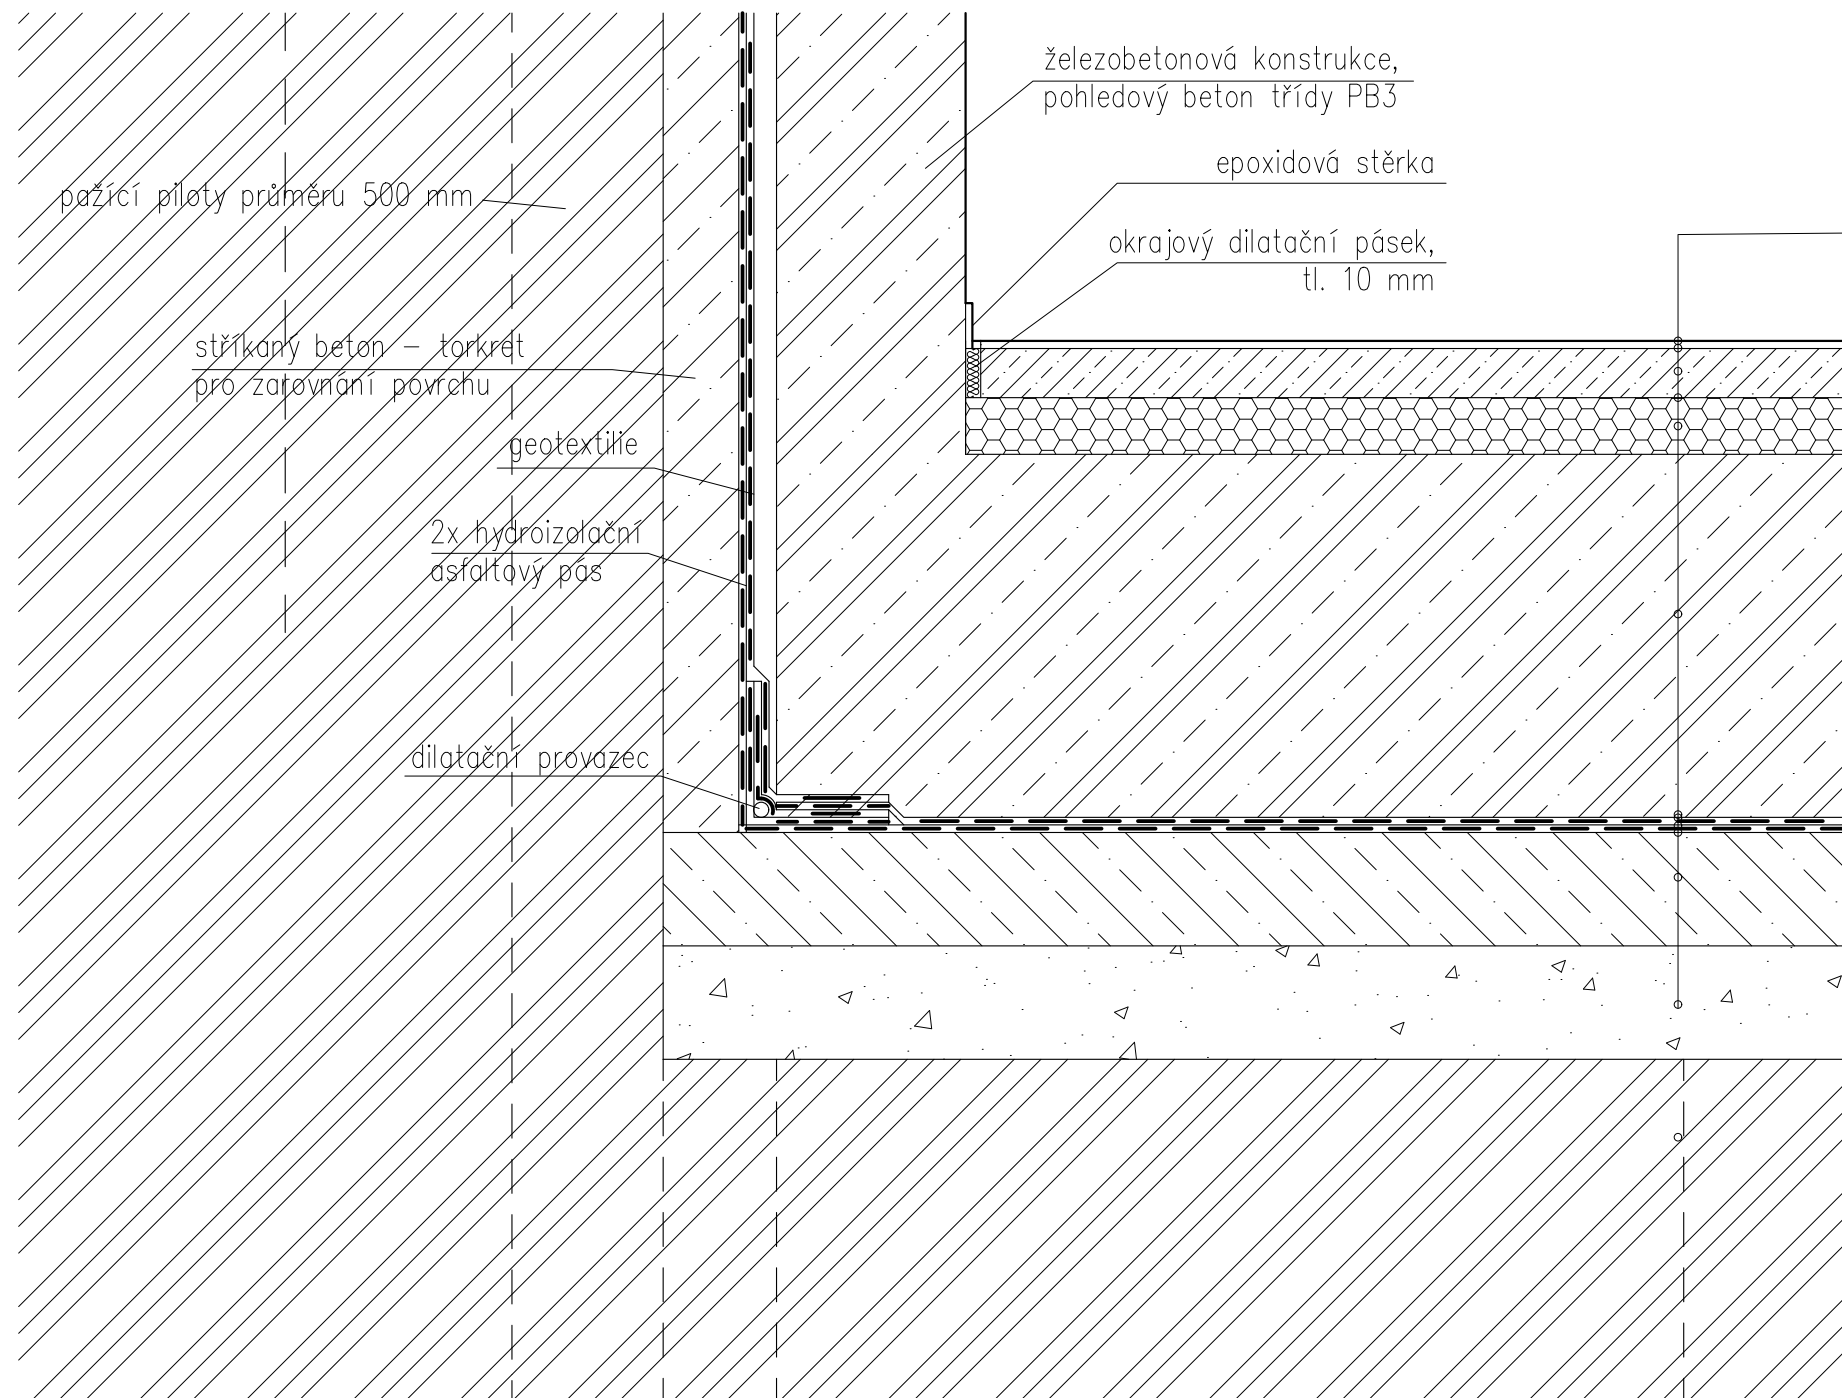 železobetonová konstrukce,
pohledový beton třídy PB3
epoxidová stěrka
pažící piloty průměru 500 mm
okrajový dilatační pásek,
tl. 10 mm
stříkaný beton – torkret
pro zarovnání povrchu
geotextilie
2x hydroizolační
asfaltový pás
dilatační provazec